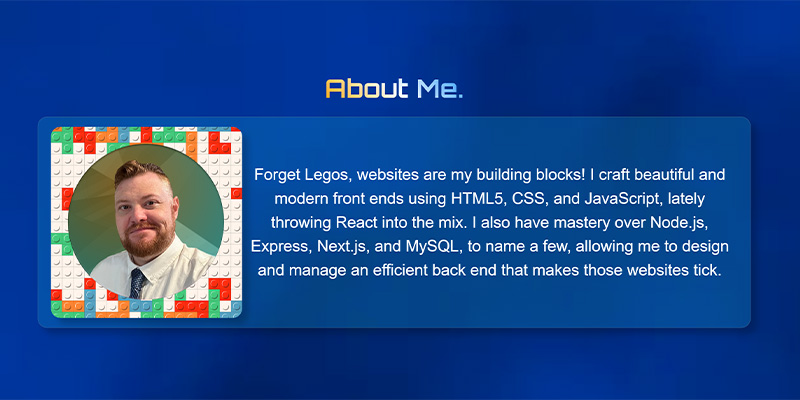 About Me.
Forget Legos, websites are my building blocks! I craft beautiful and
modern front ends using HTML5, CSS, and JavaScript, lately
throwing React into the mix. I also have mastery over Node.js,
Express, Next.js, and MySQL, to name a few, allowing me to design
and manage an efficient back end that makes those websites tick.